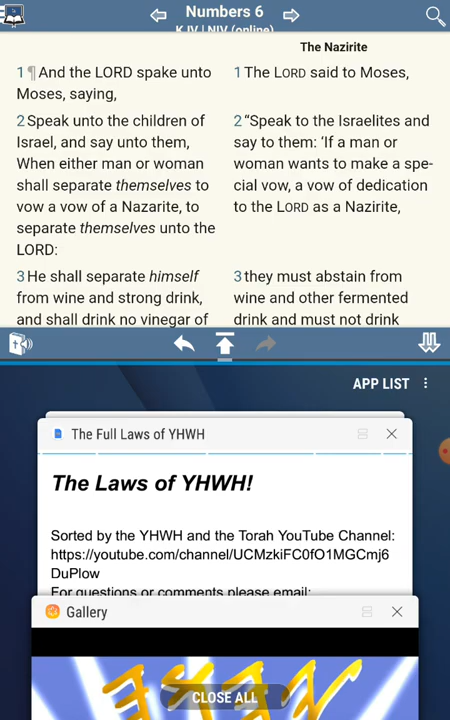 Numbers 6
KJV | NIV (online)
The Nazirite
1 ¶ And the LORD spake unto
Moses, saying,
2 Speak unto the children of
Israel, and say unto them,
When either man or woman
shall separate themselves to
vow a vow of a Nazarite, to
separate themselves unto the
LORD:
3 He shall separate himself
from wine and strong drink,
and shall drink no vinegar of
1 The LORD said to Moses,
2 “Speak to the Israelites and
say to them: ‘If a man or
woman wants to make a spe-
cial vow, a vow of dedication
to the LORD as a Nazirite,
3 they must abstain from
wine and other fermented
drink and must not drink
APP LIST
The Full Laws of YHWH
The Laws of YHWH!
Sorted by the YHWH and the Torah YouTube Channel:
https://youtube.com/channel/UCMzkiFC0fO1MGCmj6
DuPlow
For questions or comments please email:
Gallery
CLOSE ALL